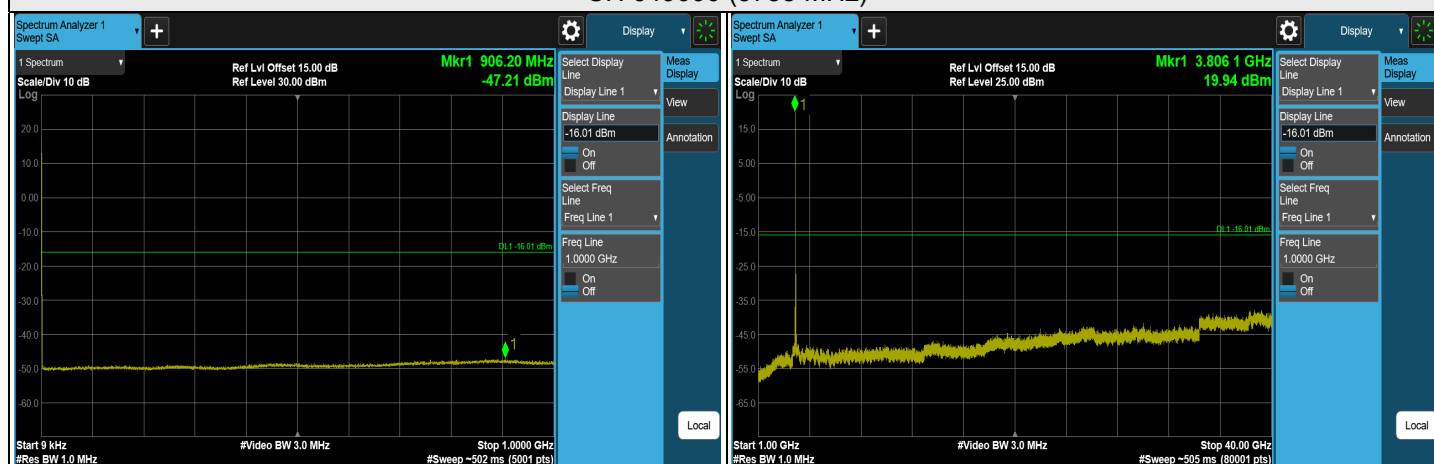 Spectrum Analyzer 1
Swept SA
+
Display
1 Spectrum
Scale/Div 10 dB
Log
Ref Lvl Offset 15.00 dB
Ref Level 30.00 dBm
Mkr1 906.20 MHz
-47.21 dBm
20.0
10.0
0.00
-10.0
-20.0
-30.0
-40.0
-50.0
-60.0
DL1 -16.01 dBm
1
Start 9 kHz
#Res BW 1.0 MHz
#Video BW 3.0 MHz
Stop 1.0000 GHz
#Sweep ~502 ms (5001 pts)
Select Display
Line
Display Line 1
Display Line
-16.01 dBm
On
Off
Select Freq
Line
Freq Line 1
Freq Line
1.0000 GHz
On
Off
Meas
Display
View
Annotation
Local
Spectrum Analyzer 1
Swept SA
+
Display
1 Spectrum
Scale/Div 10 dB
Log
Ref Lvl Offset 15.00 dB
Ref Level 25.00 dBm
Mkr1 3.806 1 GHz
19.94 dBm
1
15.0
5.00
-5.00
-15.0
-25.0
-35.0
-45.0
-55.0
-65.0
DL1 -16.01 dBm
Start 1.00 GHz
#Res BW 1.0 MHz
#Video BW 3.0 MHz
Stop 40.00 GHz
#Sweep ~505 ms (80001 pts)
Select Display
Line
Display Line 1
Display Line
-16.01 dBm
On
Off
Select Freq
Line
Freq Line 1
Freq Line
1.0000 GHz
On
Off
Meas
Display
View
Annotation
Local